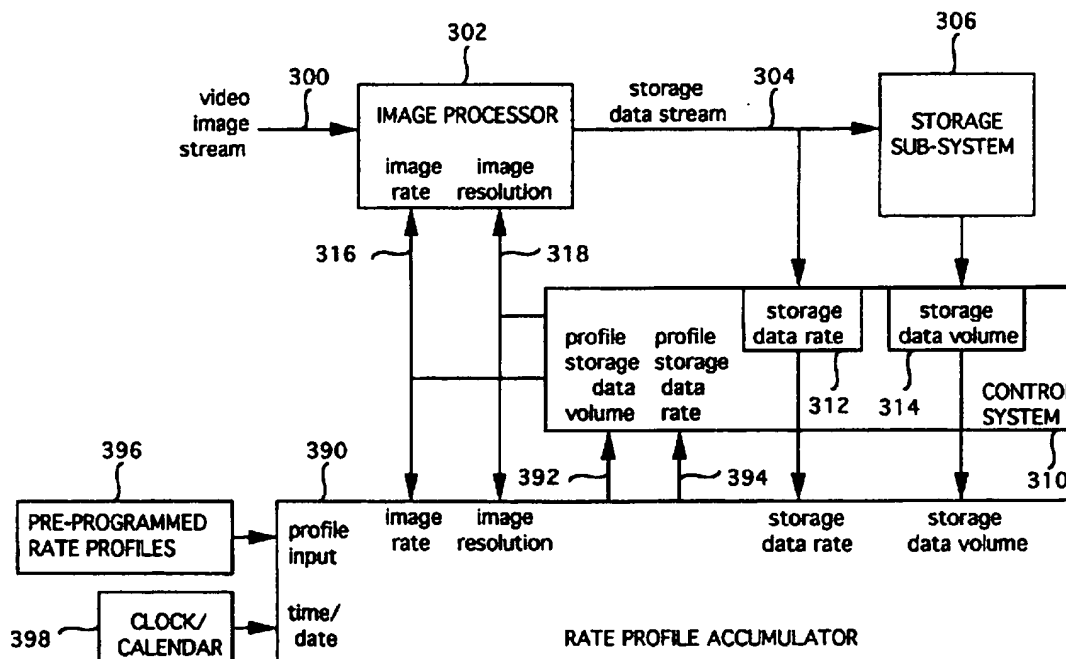 302
306
300
304
video
image
stream
IMAGE PROCESSOR
image
rate
image
resolution
storage
data stream
STORAGE
SUB-SYSTEM
316
318
profile
storage
data
volume
profile
storage
data
rate
storage
data rate
storage
data volume
312
314
CONTRO
SYSTEM
310
396
390
392
394
PRE-PROGRAMMED
RATE PROFILES
profile
input
image
rate
image
resolution
storage
data rate
storage
data volume
398
CLOCK/
CALENDAR
time/
date
RATE PROFILE ACCUMULATOR